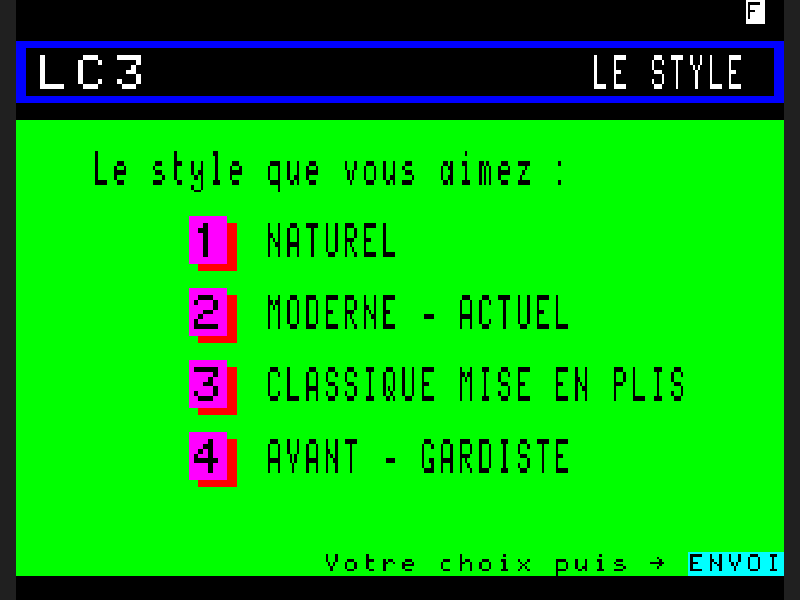 F
LC3 LE STYLE
Le style que vous aimez :
1 NATUREL
2 MODERNE - ACTUEL
3 CLASSIQUE MISE EN PLIS
4 AVANT - GARDISTE
Votre choix puis → ENVOI